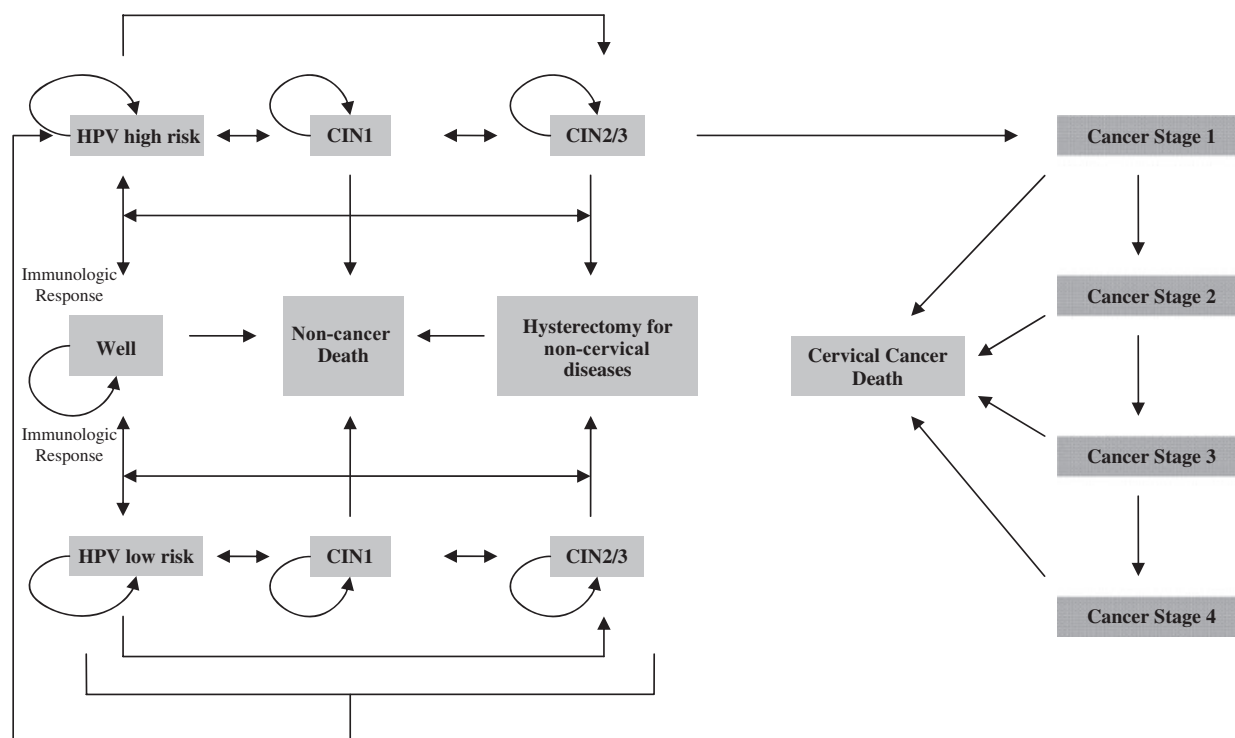 HPV high risk
CIN1
CIN2/3
Cancer Stage 1
Immunologic
Response
Well
Non-cancer
Death
Hysterectomy for
non-cervical
diseases
Cervical Cancer
Death
Cancer Stage 2
Immunologic
Response
Cancer Stage 3
HPV low risk
CIN1
CIN2/3
Cancer Stage 4